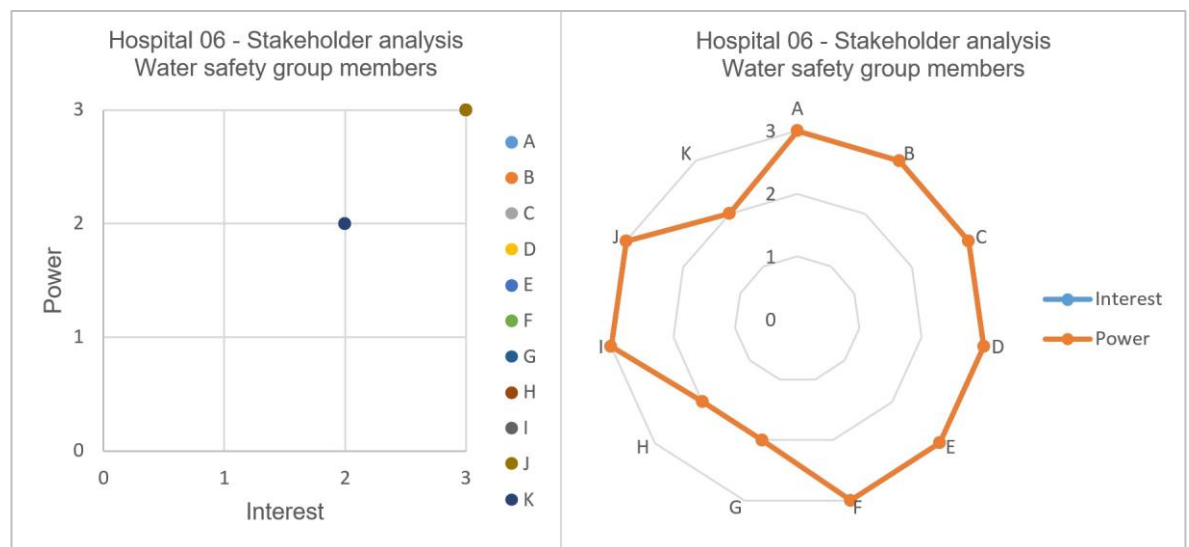 Hospital 06 - Stakeholder analysis
Water safety group members
3
2
1
0
0
1
2
3
Power
Interest
A
B
C
D
E
F
G
H
I
J
K
Hospital 06 - Stakeholder analysis
Water safety group members
A
B
C
D
E
F
G
H
I
J
K
3
2
1
0
Interest
Power